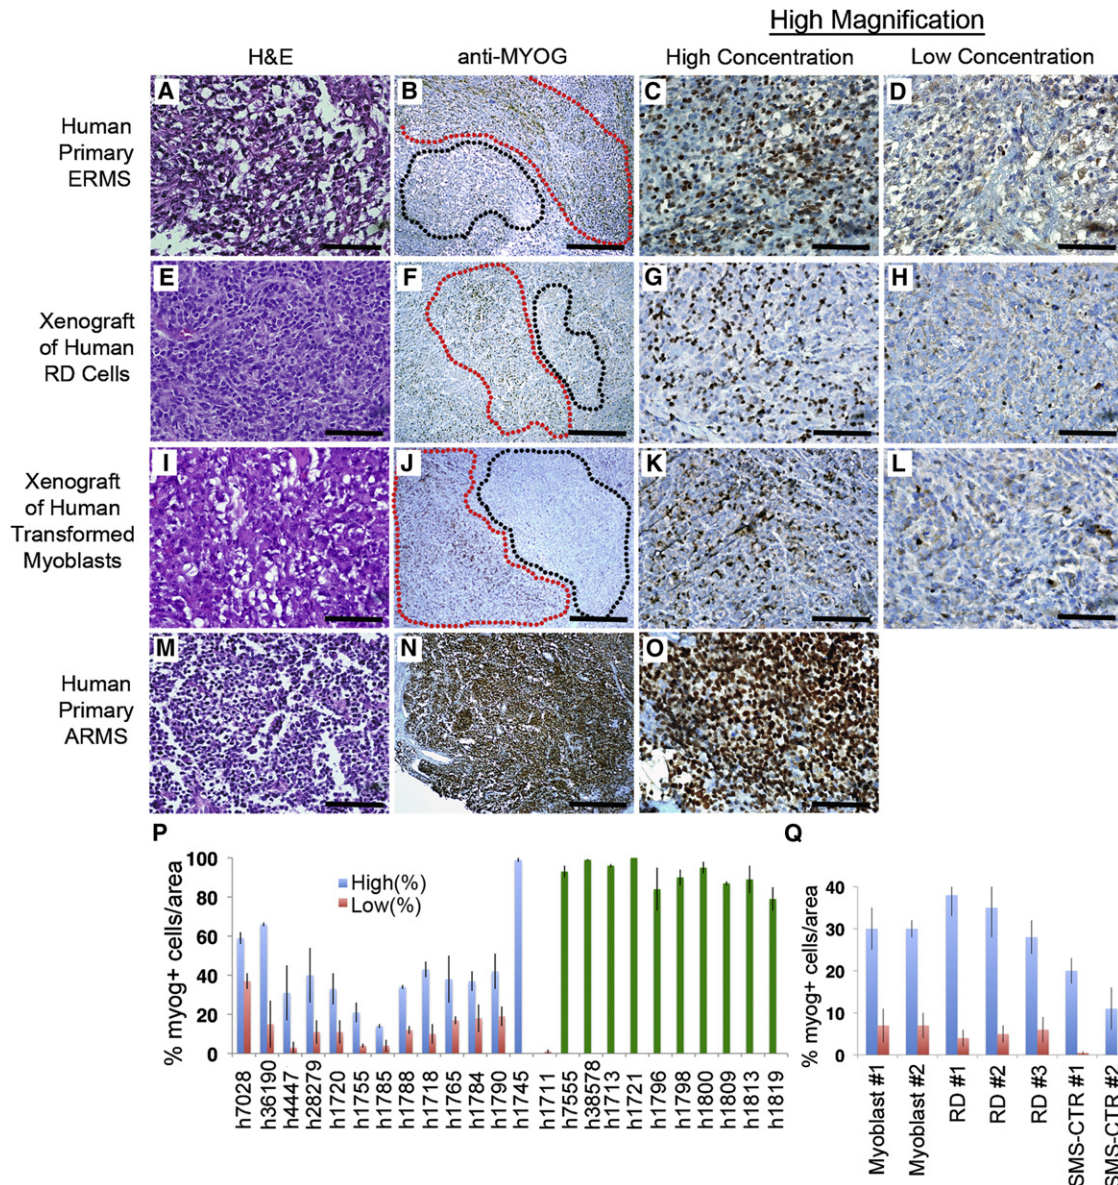 High Magnification
H&E
anti-MYOG
High Concentration
Low Concentration
Human
Primary
ERMS
A
B
C
D
Xenograft
of Human
RD Cells
E
F
G
H
Xenograft
of Human
Transformed
Myoblasts
I
J
K
L
Human
Primary
ARMS
M
N
O
P
% myog+ cells/area
100
80
60
40
20
0
High(%)
Low(%)
h7028
h36190
h4447
h28279
h1720
h1755
h1785
h1788
h1718
h1765
h1784
h1790
h1745
h1711
h7555
h38578
h1713
h1721
h1796
h1798
h1800
h1809
h1813
h1819
Q
% myog+ cells/area
40
30
20
10
0
Myoblast #1
Myoblast #2
RD #1
RD #2
RD #3
SMS-CTR #1
SMS-CTR #2